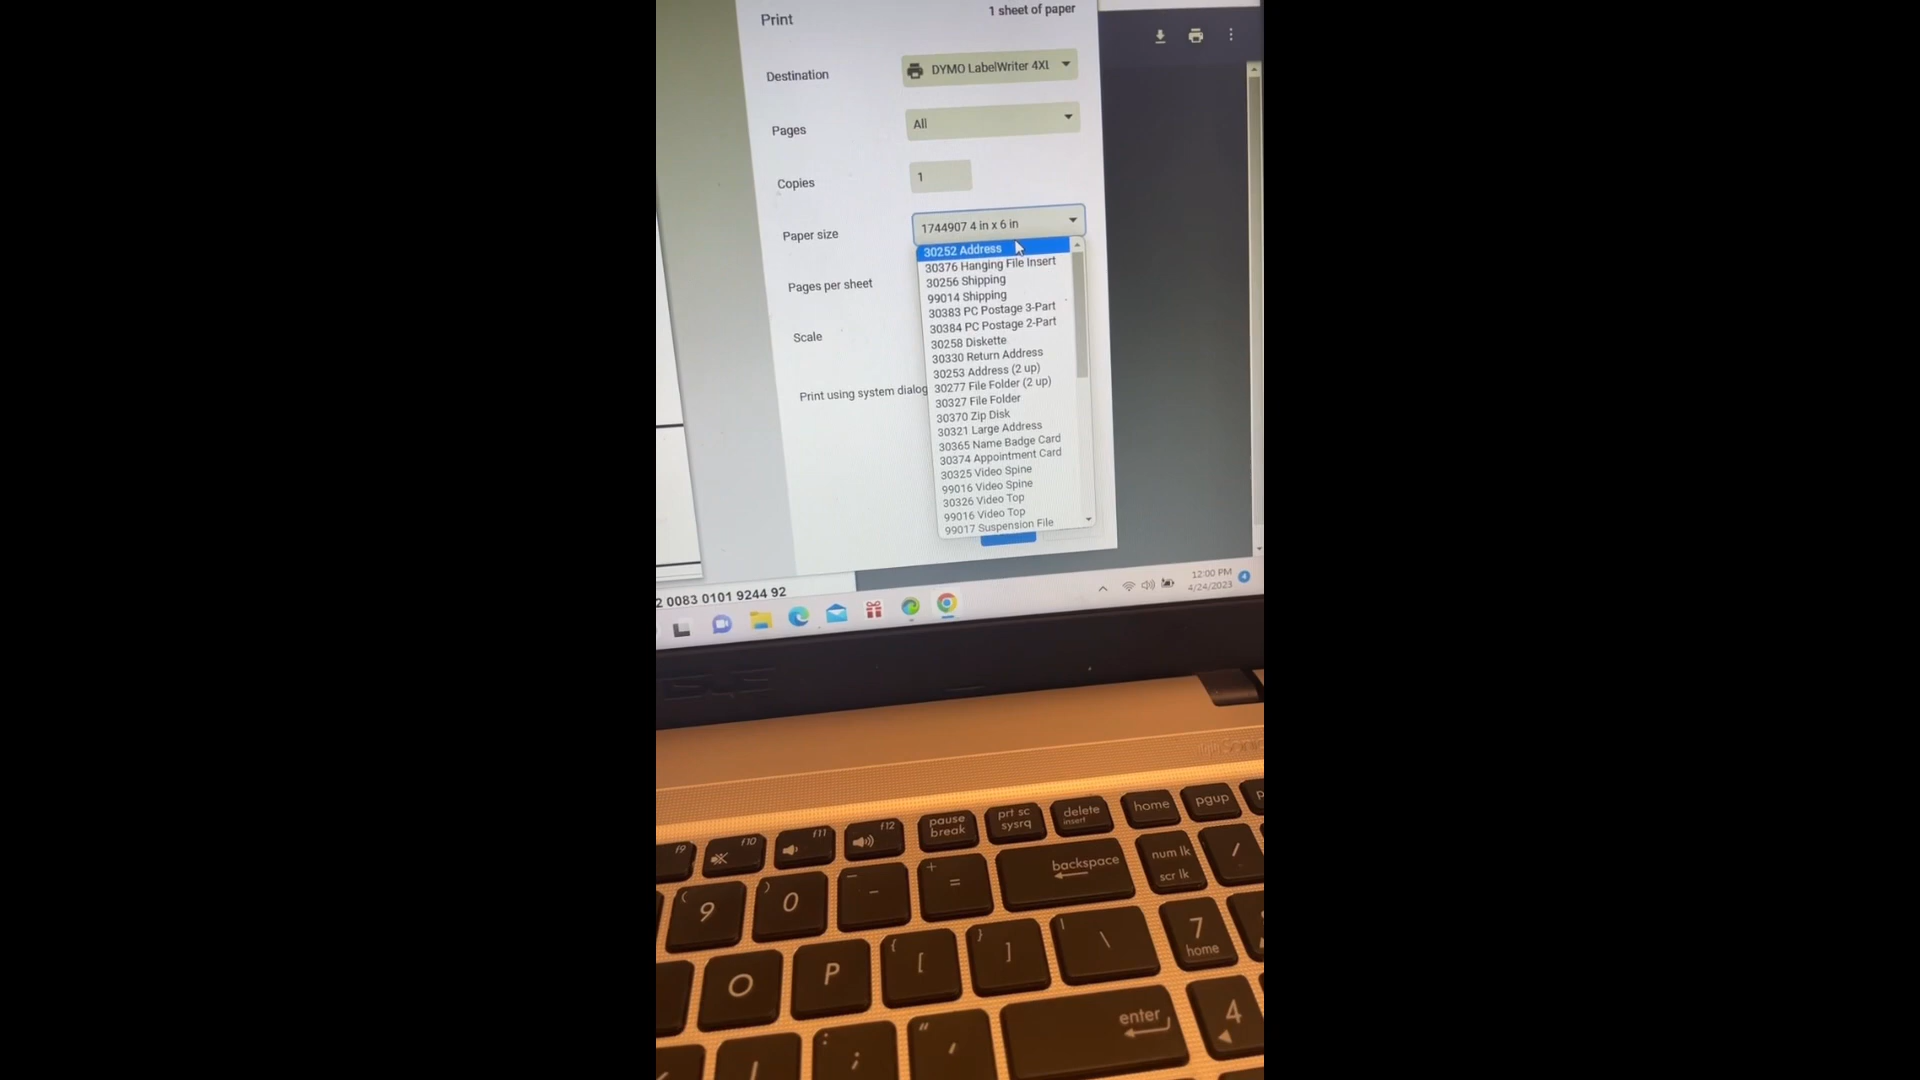 Print
1 sheet of paper
Destination
DYMO LabelWriter 4XL
Pages
All
Copies
1
Paper size
1744907 4 in x 6 in
30252 Address
30376 Hanging File Insert
30256 Shipping
99014 Shipping
30383 PC Postage 3-Part
30384 PC Postage 2-Part
30258 Diskette
30330 Return Address
30253 Address (2 up)
30277 File Folder (2 up)
30327 File Folder
30370 Zip Disk
30321 Large Address
30365 Name Badge Card
30374 Appointment Card
30325 Video Spine
99016 Video Spine
30326 Video Top
99016 Video Top
99017 Suspension File
Pages per sheet
Scale
Print using system dialog
2 0083 0101 9244 92
12:00 PM
4/24/2023
4
f9
f10
f11
f12
pause
break
prt sc
sysrq
delete
insert
home
pgup
( 9
) 0
_ -
+ =
backspace
num lk
scr lk
/
O
P
{ [
} ]
| \
7
home
: ;
" '
enter
4